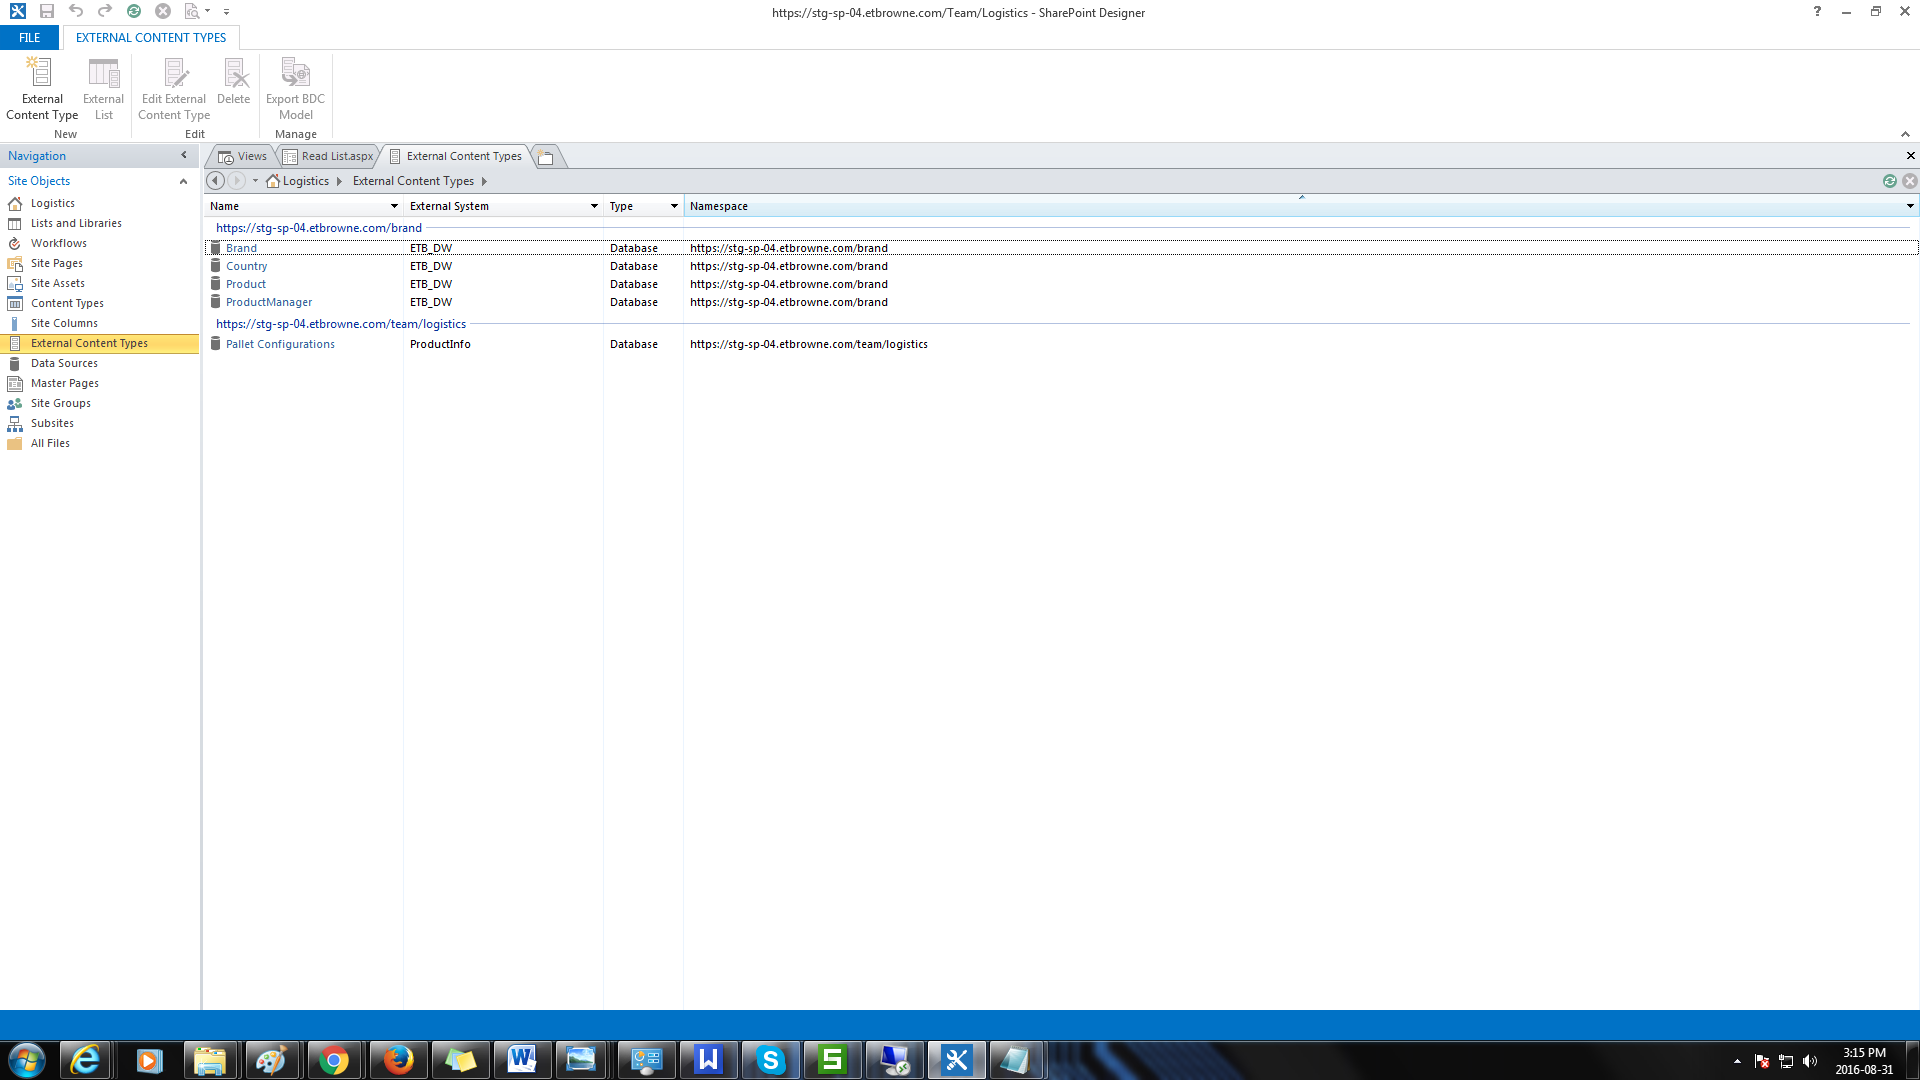 https://stg-sp-04.etbrowne.com/Team/Logistics - SharePoint Designer
FILE
EXTERNAL CONTENT TYPES
External Content Type
External List
Edit External Content Type
Delete
Export BDC Model
New
Edit
Manage
Navigation
Views
Read List.aspx
External Content Types
Site Objects
Logistics
External Content Types
Logistics
Lists and Libraries
Workflows
Site Pages
Site Assets
Content Types
Site Columns
External Content Types
Data Sources
Master Pages
Site Groups
Subsites
All Files
Name External System Type Namespace
https://stg-sp-04.etbrowne.com/brand
Brand ETB_DW Database https://stg-sp-04.etbrowne.com/brand
Country ETB_DW Database https://stg-sp-04.etbrowne.com/brand
Product ETB_DW Database https://stg-sp-04.etbrowne.com/brand
ProductManager ETB_DW Database https://stg-sp-04.etbrowne.com/brand
https://stg-sp-04.etbrowne.com/team/logistics
Pallet Configurations ProductInfo Database https://stg-sp-04.etbrowne.com/team/logistics
3:15 PM
2016-08-31